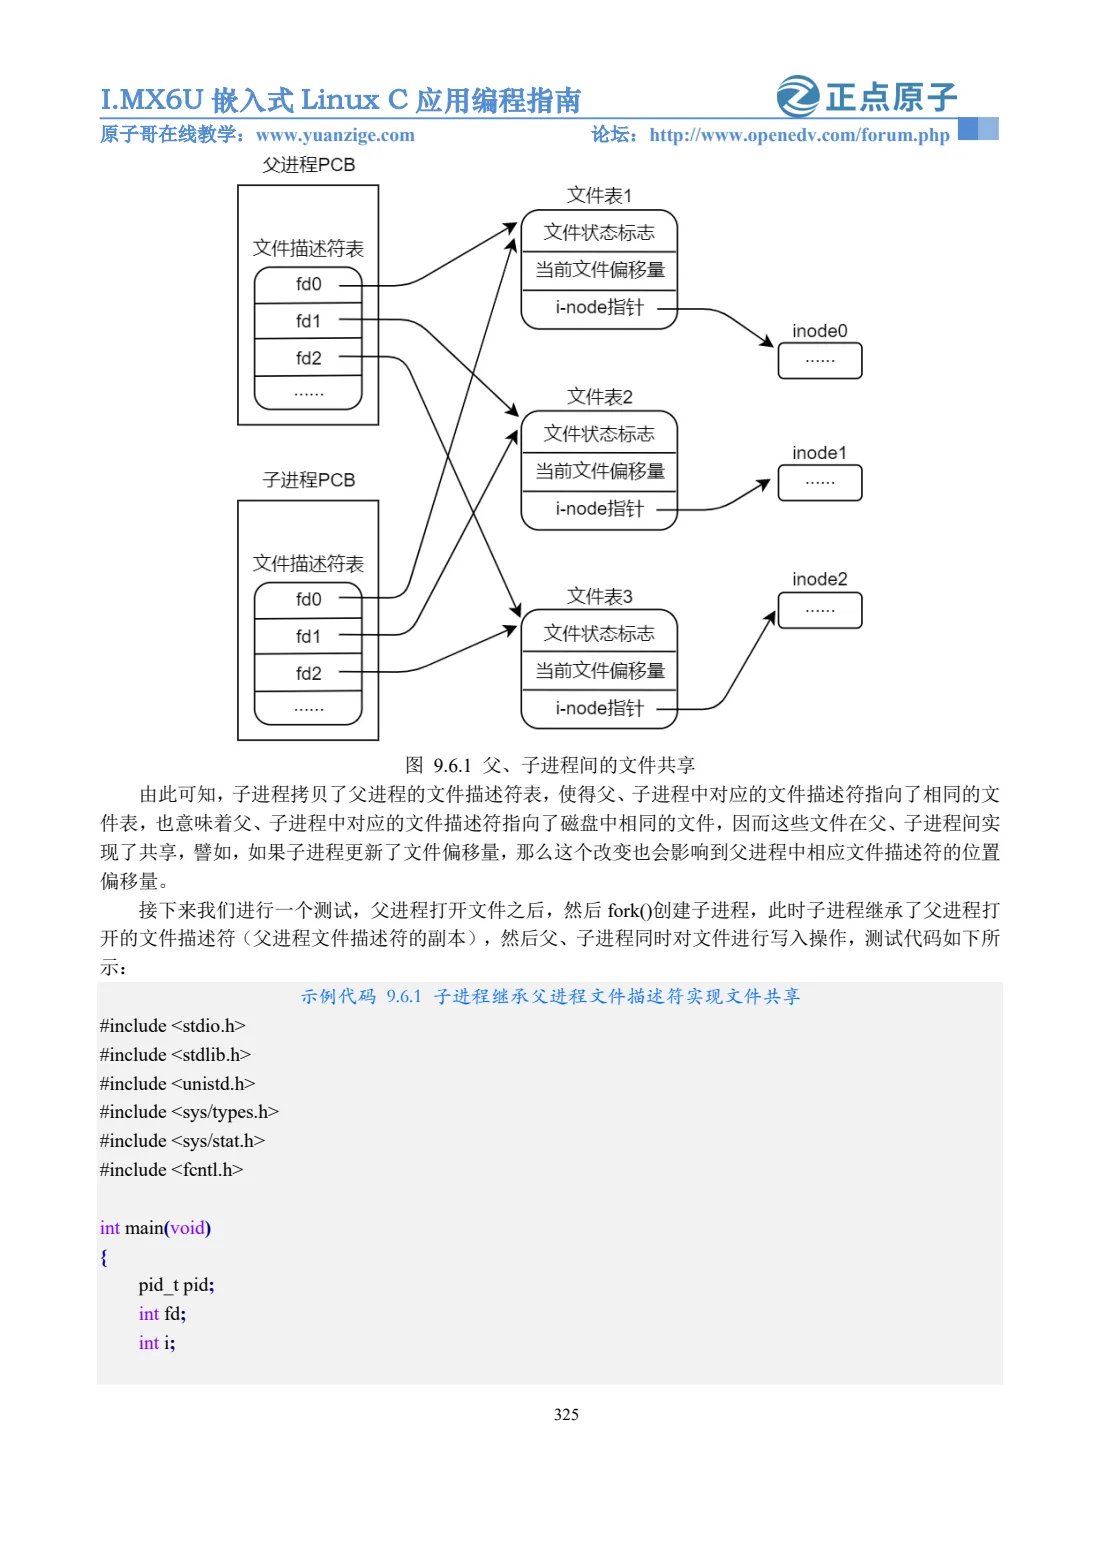 I.MX6U 嵌入式 Linux C 应用编程指南
正点原子
原子哥在线教学：www.yuanzige.com 论坛：http://www.openedv.com/forum.php
父进程PCB
文件描述符表
fd0
fd1
fd2
······
子进程PCB
文件描述符表
fd0
fd1
fd2
······
文件表1
文件状态标志
当前文件偏移量
i-node指针
文件表2
文件状态标志
当前文件偏移量
i-node指针
文件表3
文件状态标志
当前文件偏移量
i-node指针
inode0
······
inode1
······
inode2
······
图 9.6.1 父、子进程间的文件共享
由此可知，子进程拷贝了父进程的文件描述符表，使得父、子进程中对应的文件描述符指向了相同的文
件表，也意味着父、子进程中对应的文件描述符指向了磁盘中相同的文件，因而这些文件在父、子进程间实
现了共享，譬如，如果子进程更新了文件偏移量，那么这个改变也会影响到父进程中相应文件描述符的位置
偏移量。
接下来我们进行一个测试，父进程打开文件之后，然后 fork()创建子进程，此时子进程继承了父进程打
开的文件描述符（父进程文件描述符的副本），然后父、子进程同时对文件进行写入操作，测试代码如下所
示：
示例代码 9.6.1 子进程继承父进程文件描述符实现文件共享
#include <stdio.h>
#include <stdlib.h>
#include <unistd.h>
#include <sys/types.h>
#include <sys/stat.h>
#include <fcntl.h>
int main(void)
{
pid_t pid;
int fd;
int i;
325